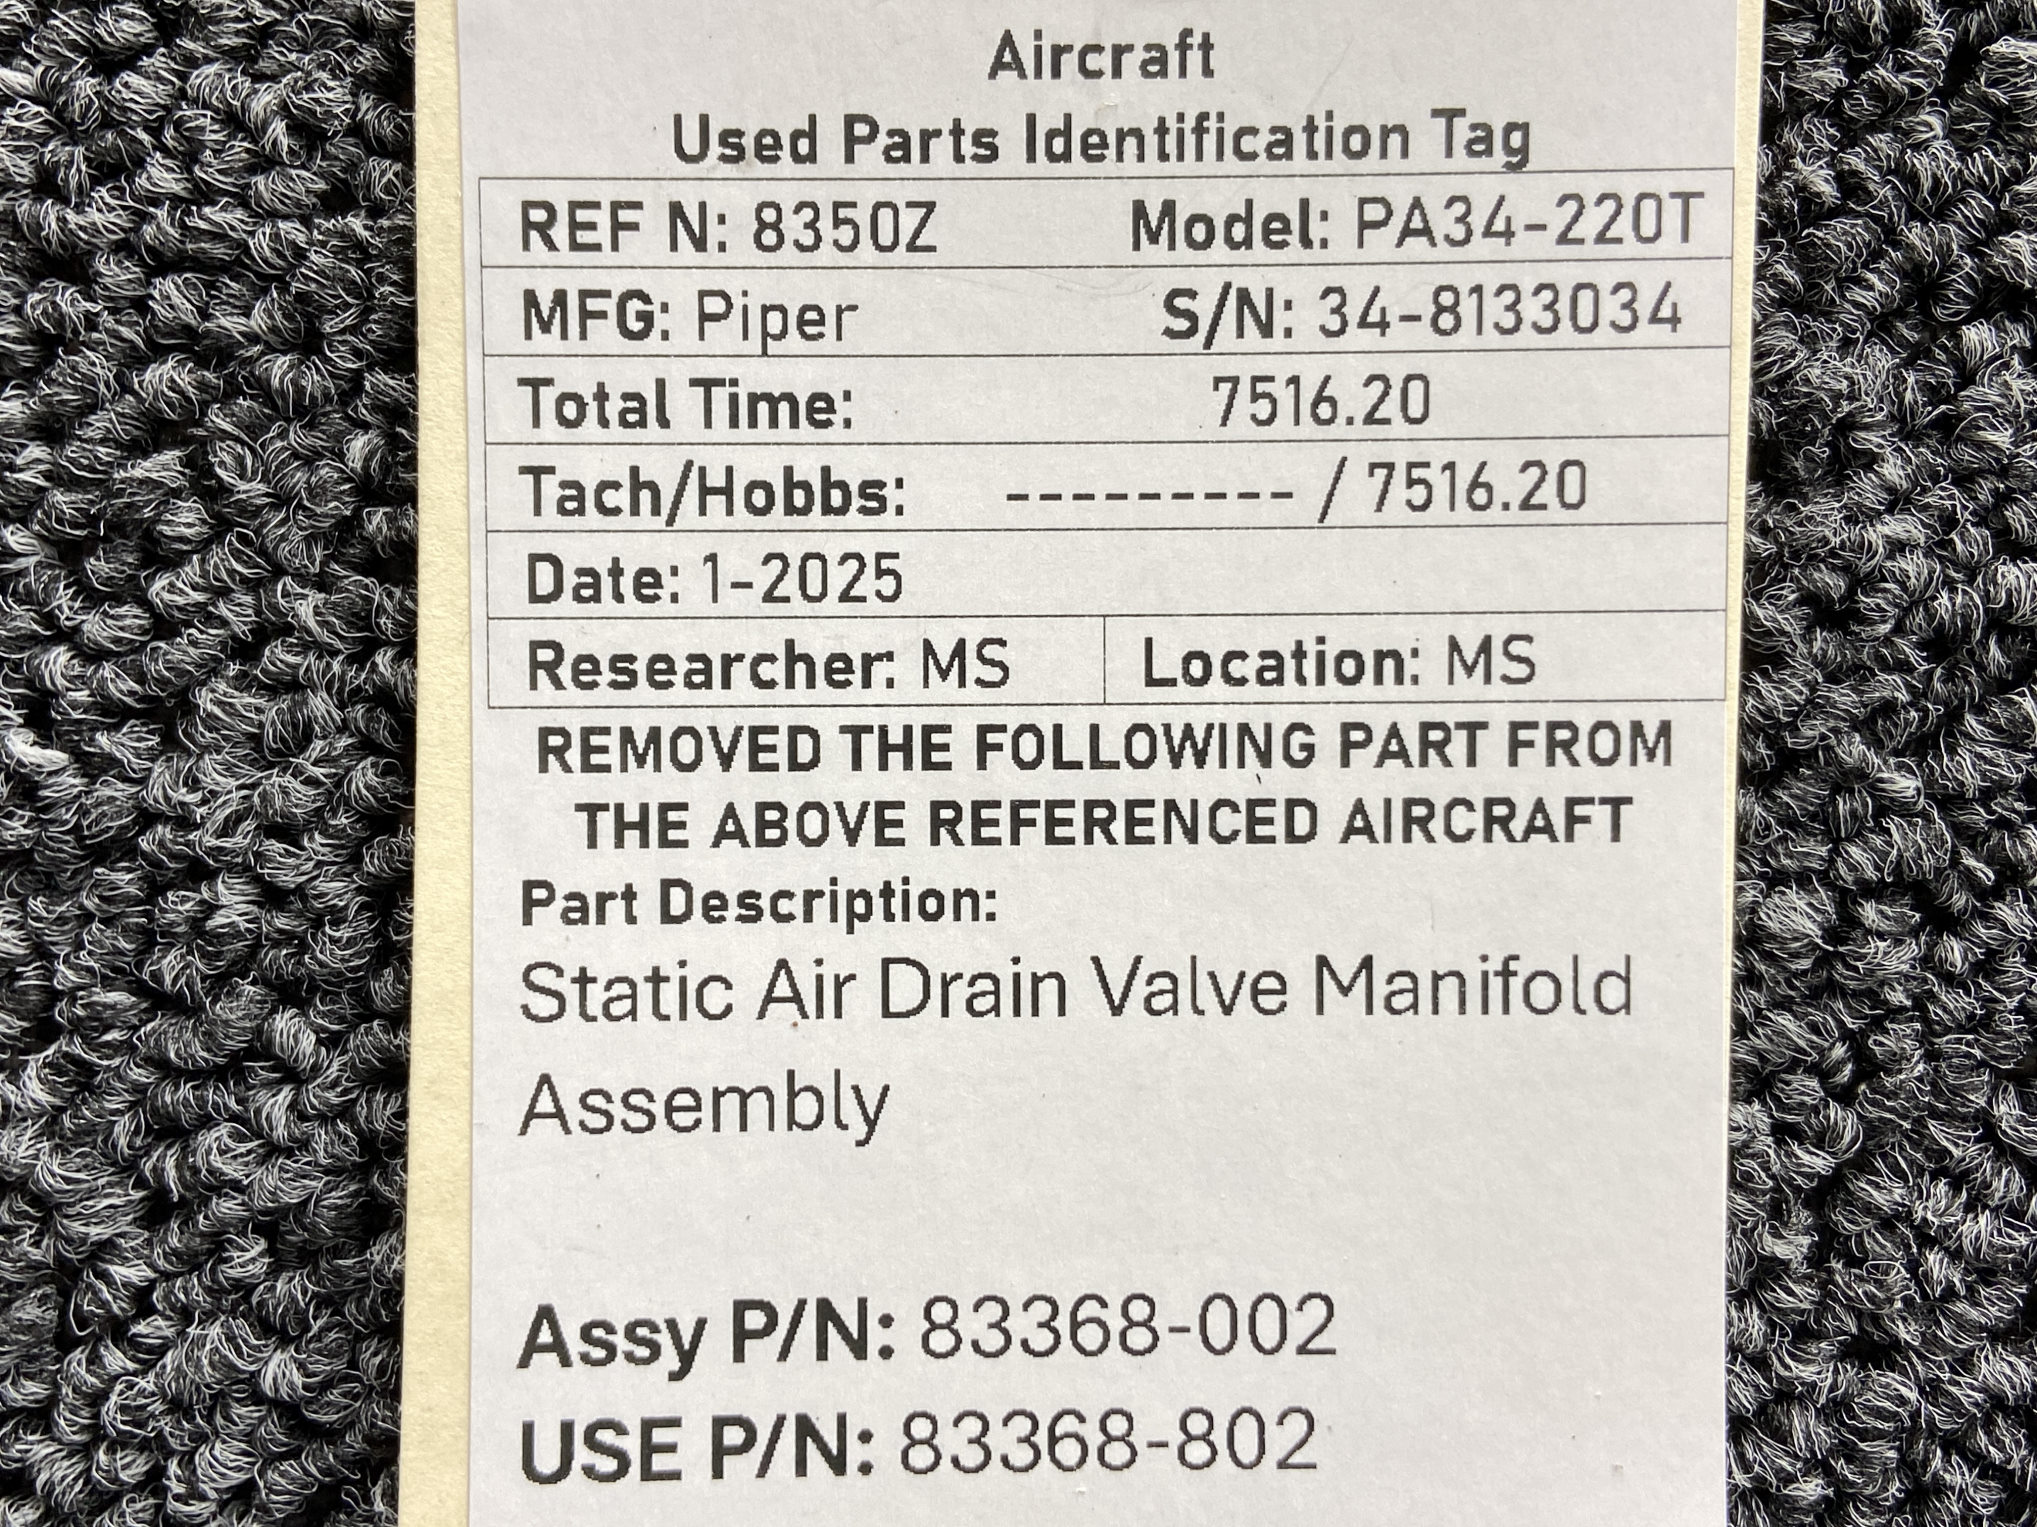 Aircraft
Used Parts Identification Tag
REF N: 8350Z Model: PA34-220T
MFG: Piper S/N: 34-8133034
Total Time: 7516.20
Tach/Hobbs: --------- / 7516.20
Date: 1-2025
Researcher: MS Location: MS
REMOVED THE FOLLOWING PART FROM
THE ABOVE REFERENCED AIRCRAFT
Part Description:
Static Air Drain Valve Manifold
Assembly
Assy P/N: 83368-002
USE P/N: 83368-802